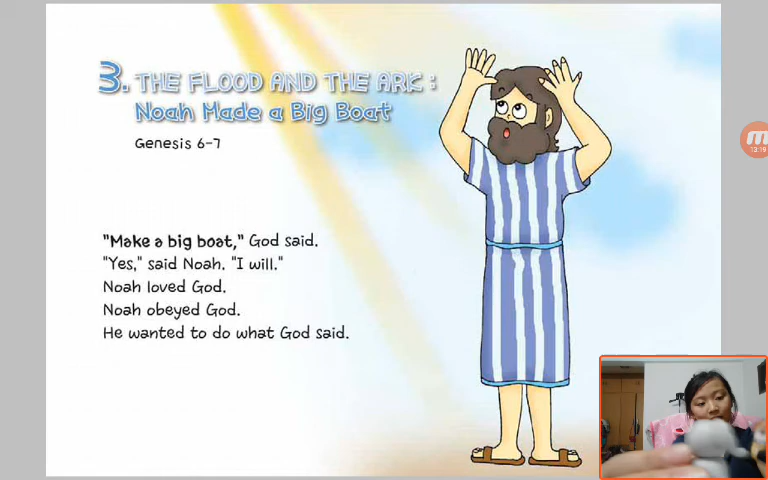 3. THE FLOOD AND THE ARK :
Noah Made a Big Boat
Genesis 6-7
"Make a big boat," God said.
"Yes," said Noah. "I will."
Noah loved God.
Noah obeyed God.
He wanted to do what God said.